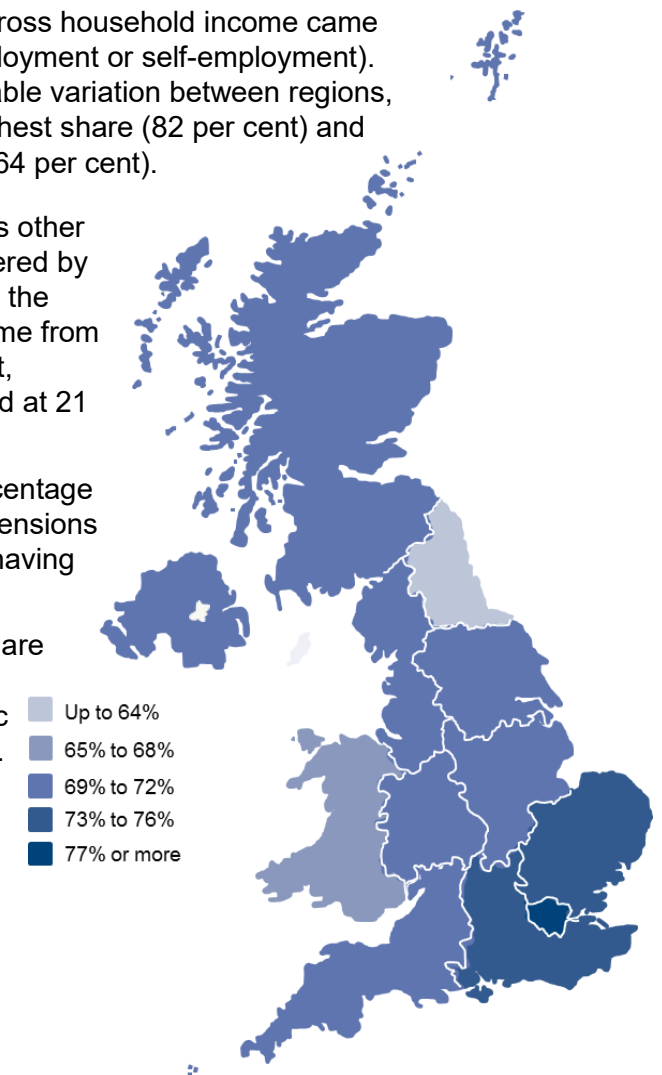 ross household income came
loyment or self-employment).
able variation between regions,
hest share (82 per cent) and
64 per cent).
s other
ered by
the
me from
t,
d at 21
centage
ensions
having
are
c
.
Up to 64%
65% to 68%
69% to 72%
73% to 76%
77% or more